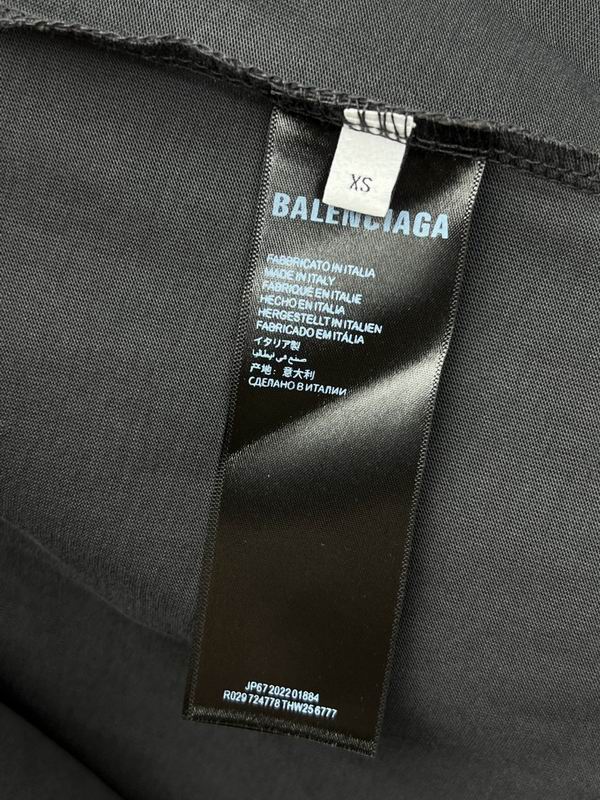 XS
BALENCIAGA
FABBRICATO IN ITALIA
MADE IN ITALY
FABRIQUE EN ITALIE
HECHO EN ITALIA
HERGESTELLT IN ITALIEN
FABRICADO EM ITÁLIA
イタリア製
صنع في ايطاليا
产地：意大利
СДЕЛАНО В ИТАЛИИ
JP67 2022 01884
R029 724778 THW25 6777